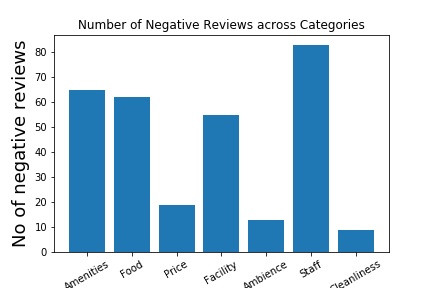 Number of Negative Reviews across Categories
No of negative reviews
80
70
60
50
40
30
20
10
0
Amenities
Food
Price
Facility
Ambience
Staff
Cleanliness